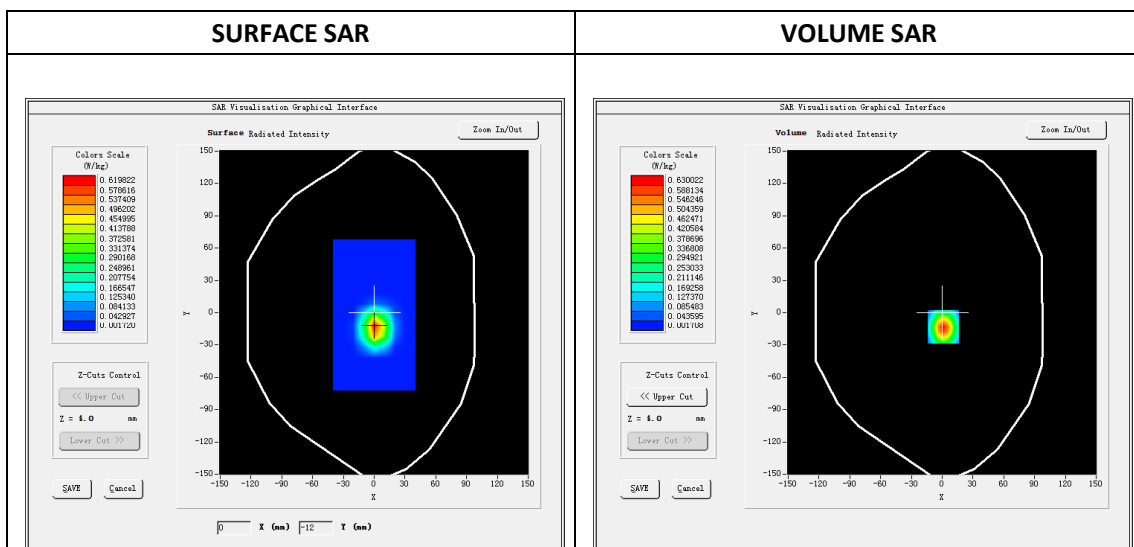 SURFACE SAR
VOLUME SAR
SAR Visualisation Graphical Interface
Surface Radiated Intensity
Zoom In/Out
Colors Scale
(W/kg)
0.619822
0.578616
0.537409
0.496202
0.454995
0.413788
0.372581
0.331374
0.290168
0.248961
0.207754
0.166547
0.125340
0.084133
0.042927
0.001720
Z-Cuts Control
<< Upper Cut
Z = 4.0 mm
Lower Cut >>
SAVE Cancel
150
120
90
60
30
0
-30
-60
-90
-120
-150
Y
-150 -120 -90 -60 -30 0 30 60 90 120 150
X
0 X (mm) -12 Y (mm)
SAR Visualisation Graphical Interface
Volume Radiated Intensity
Zoom In/Out
Colors Scale
(W/kg)
0.630022
0.588134
0.546246
0.504359
0.462471
0.420584
0.378696
0.336808
0.294921
0.253033
0.211146
0.169258
0.127370
0.085483
0.043595
0.001708
Z-Cuts Control
<< Upper Cut
Z = 4.0 mm
Lower Cut >>
SAVE Cancel
150
120
90
60
30
0
-30
-60
-90
-120
-150
Y
-150 -120 -90 -60 -30 0 30 60 90 120 150
X